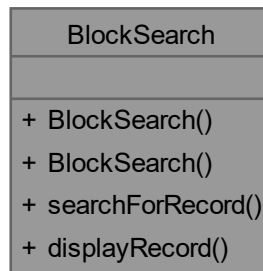 BlockSearch
+ BlockSearch()
+ BlockSearch()
+ searchForRecord()
+ displayRecord()